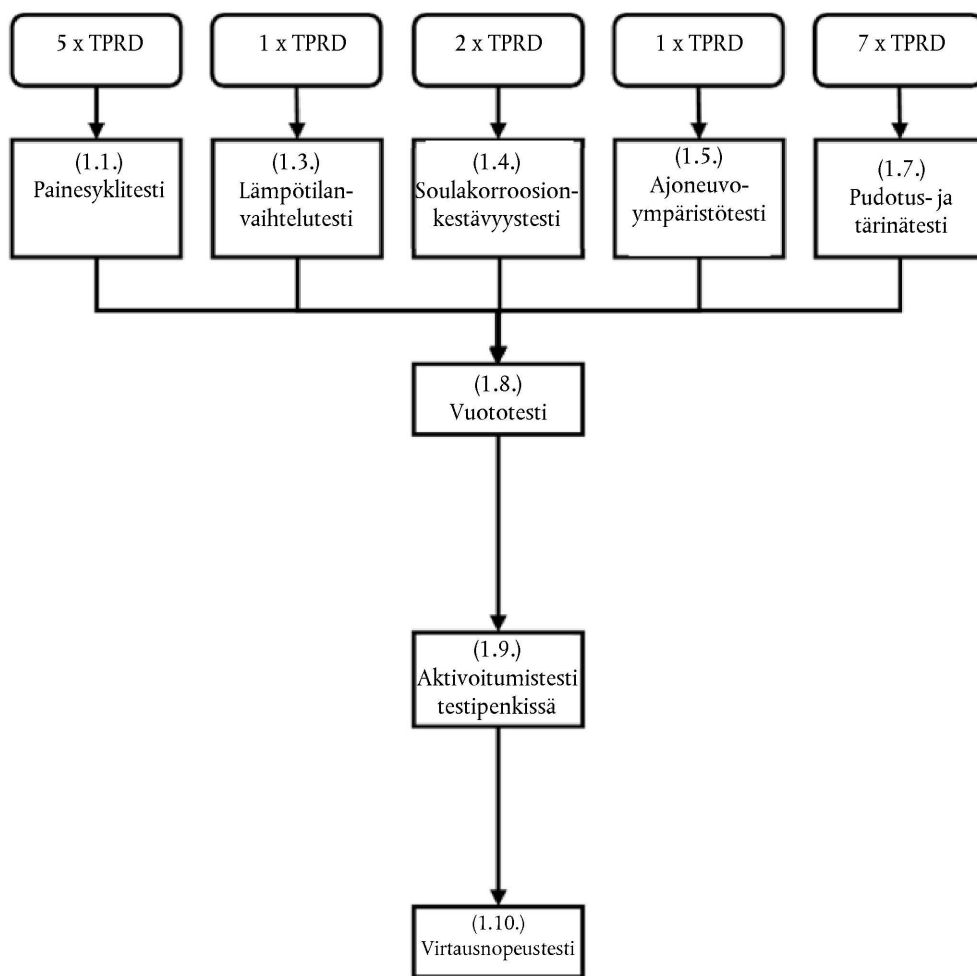 5 x TPRD
1 x TPRD
2 x TPRD
1 x TPRD
7 x TPRD
(1.1.)
Painesyklitesti
(1.3.)
Lämpötilan-
vaihtelutesti
(1.4.)
Soulakorroosion-
kestävyystesti
(1.5.)
Ajoneuvo-
ympäristötesti
(1.7.)
Pudotus- ja
tärinätesti
(1.8.)
Vuototesti
(1.9.)
Aktivoitumistesti
testipenkissä
(1.10.)
Virtausnopeustesti